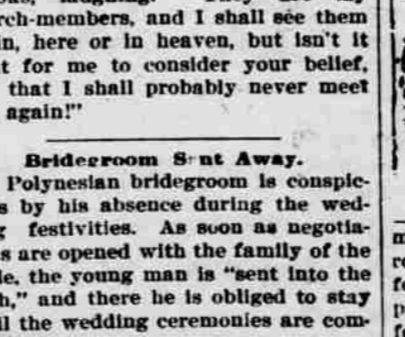 rch-members, and I shall see them
in, here or in heaven, but isn't it
t for me to consider your belief,
that I shall probably never meet
again!"
Bridegroom Sent Away.
Polynesian bridegroom is conspic-
s by his absence during the wed-
g festivities. As soon as negotia-
s are opened with the family of the
le, the young man is "sent into the
h," and there he is obliged to stay
il the wedding ceremonies are com-